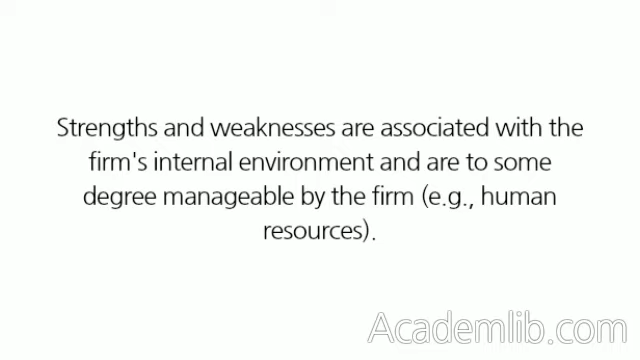 Strengths and weaknesses are associated with the
firm's internal environment and are to some
degree manageable by the firm (e.g., human
resources).
Academlib.com